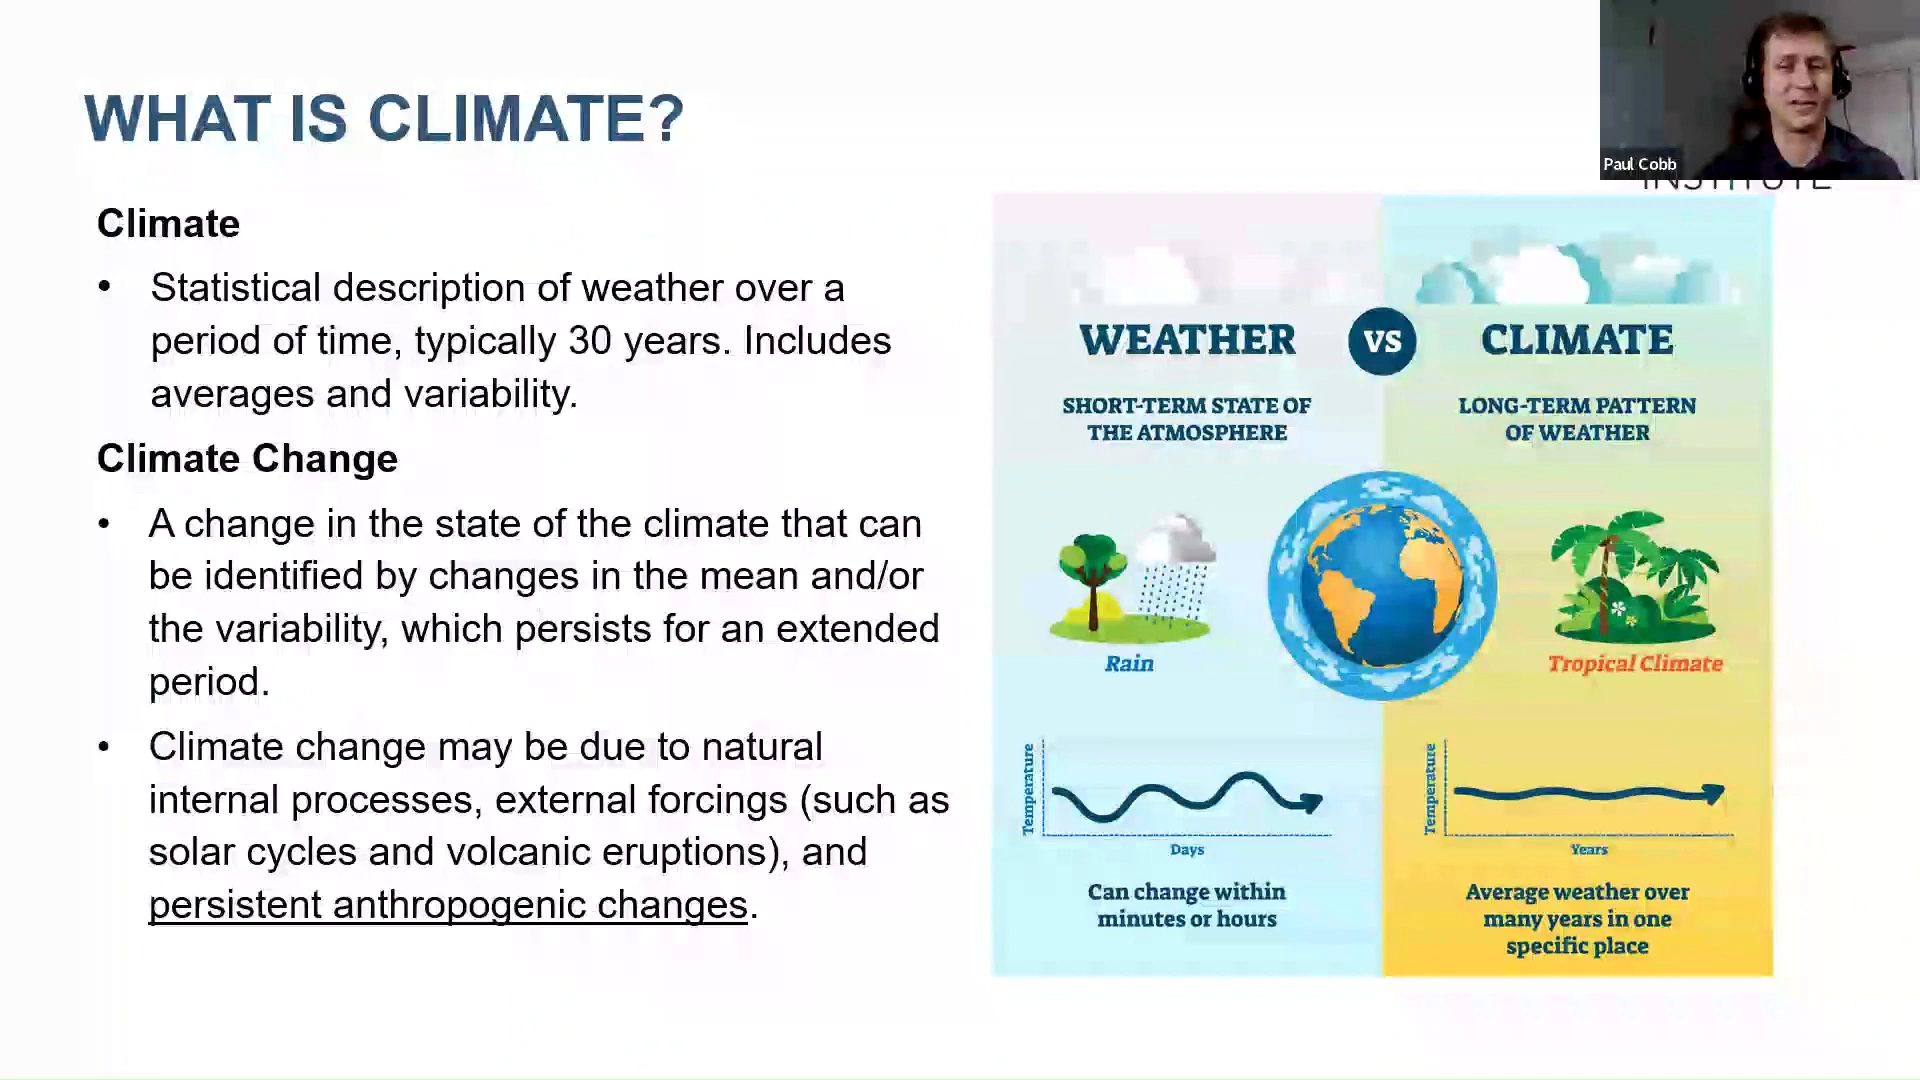 WHAT IS CLIMATE?
Paul Cobb
INSTITUTE
Climate
• Statistical description of weather over a
period of time, typically 30 years. Includes
averages and variability.
Climate Change
• A change in the state of the climate that can
be identified by changes in the mean and/or
the variability, which persists for an extended
period.
• Climate change may be due to natural
internal processes, external forcings (such as
solar cycles and volcanic eruptions), and
persistent anthropogenic changes.
WEATHER VS CLIMATE
SHORT-TERM STATE OF
THE ATMOSPHERE
LONG-TERM PATTERN
OF WEATHER
Rain
Tropical Climate
Temperature
Days
Temperature
Years
Can change within
minutes or hours
Average weather over
many years in one
specific place